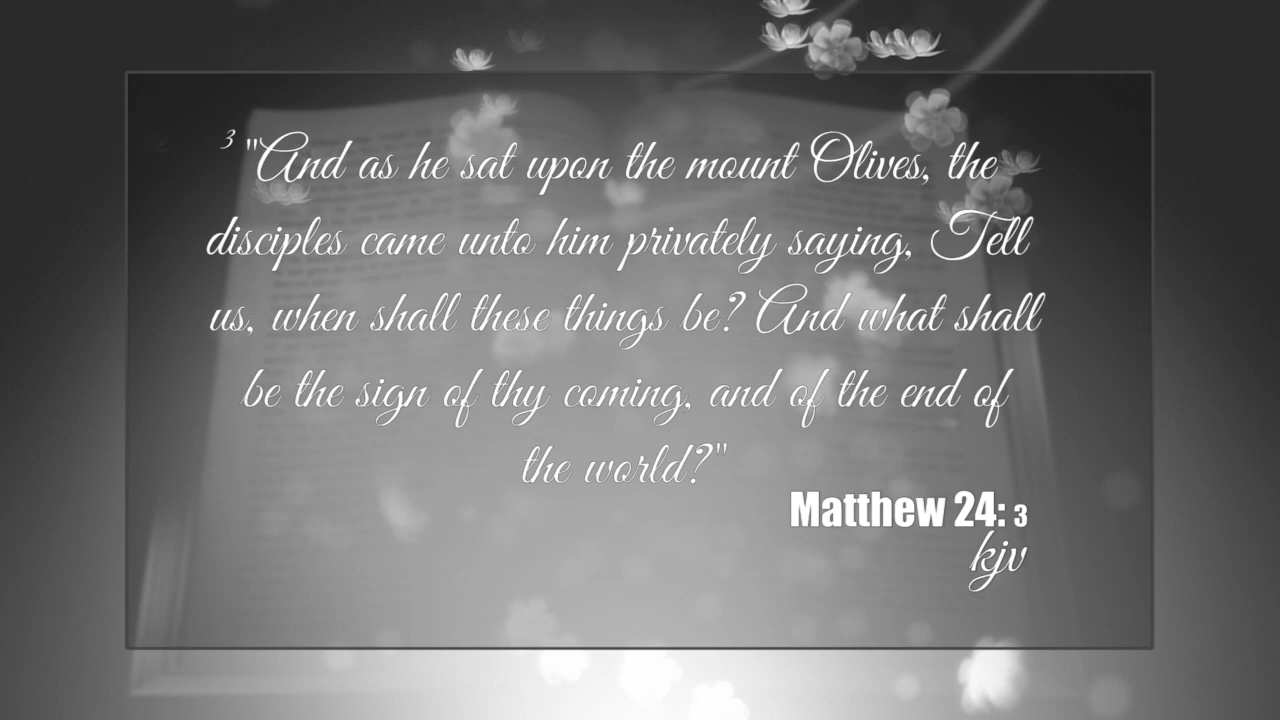 3 "And as he sat upon the mount Olives, the
disciples came unto him privately saying, Tell
us, when shall these things be? And what shall
be the sign of thy coming, and of the end of
the world?"
Matthew 24: 3
kjv